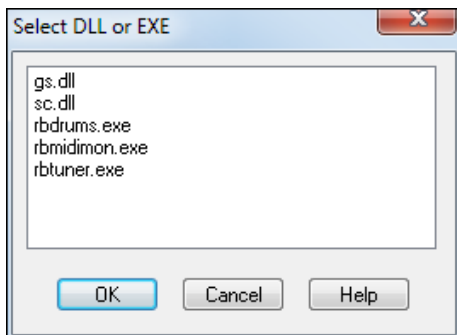 Select DLL or EXE
gs.dll
sc.dll
rbdrums.exe
rbmidimon.exe
rbtuner.exe
OK Cancel Help